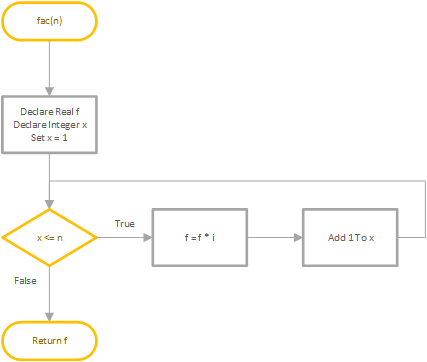 fac(n)
Declare Real f
Declare Integer x
Set x = 1
x <= n
True
f = f * i
Add 1 To x
False
Return f